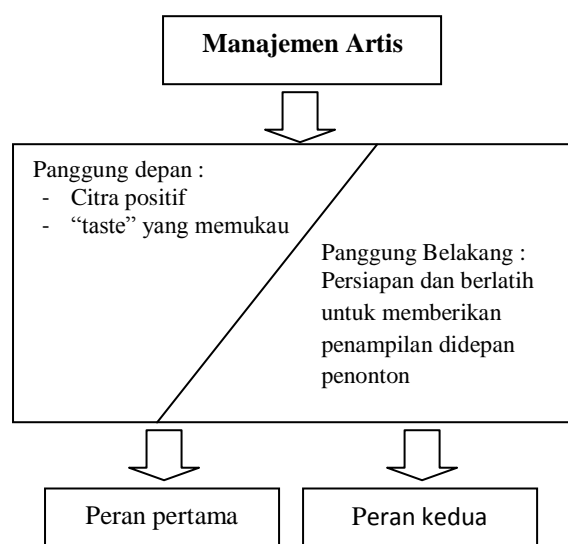 Manajemen Artis
Panggung depan :
- Citra positif
- “taste” yang memukau
Panggung Belakang :
Persiapan dan berlatih
untuk memberikan
penampilan didepan
penonton
Peran pertama
Peran kedua